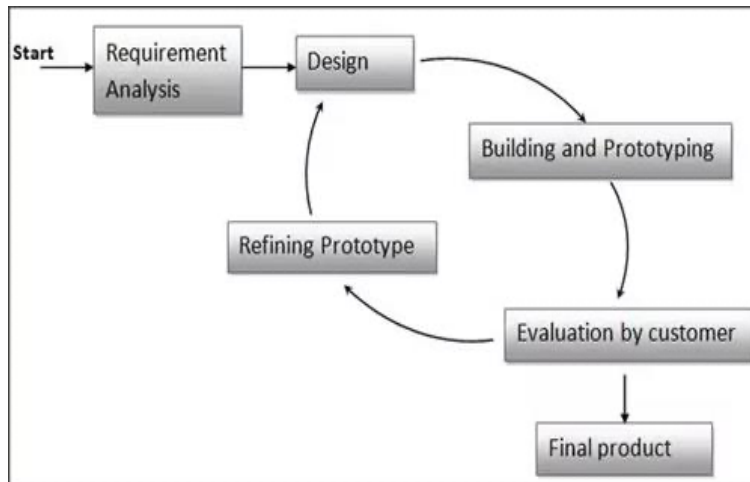 Start
Requirement
Analysis
Design
Building and Prototyping
Refining Prototype
Evaluation by customer
Final product